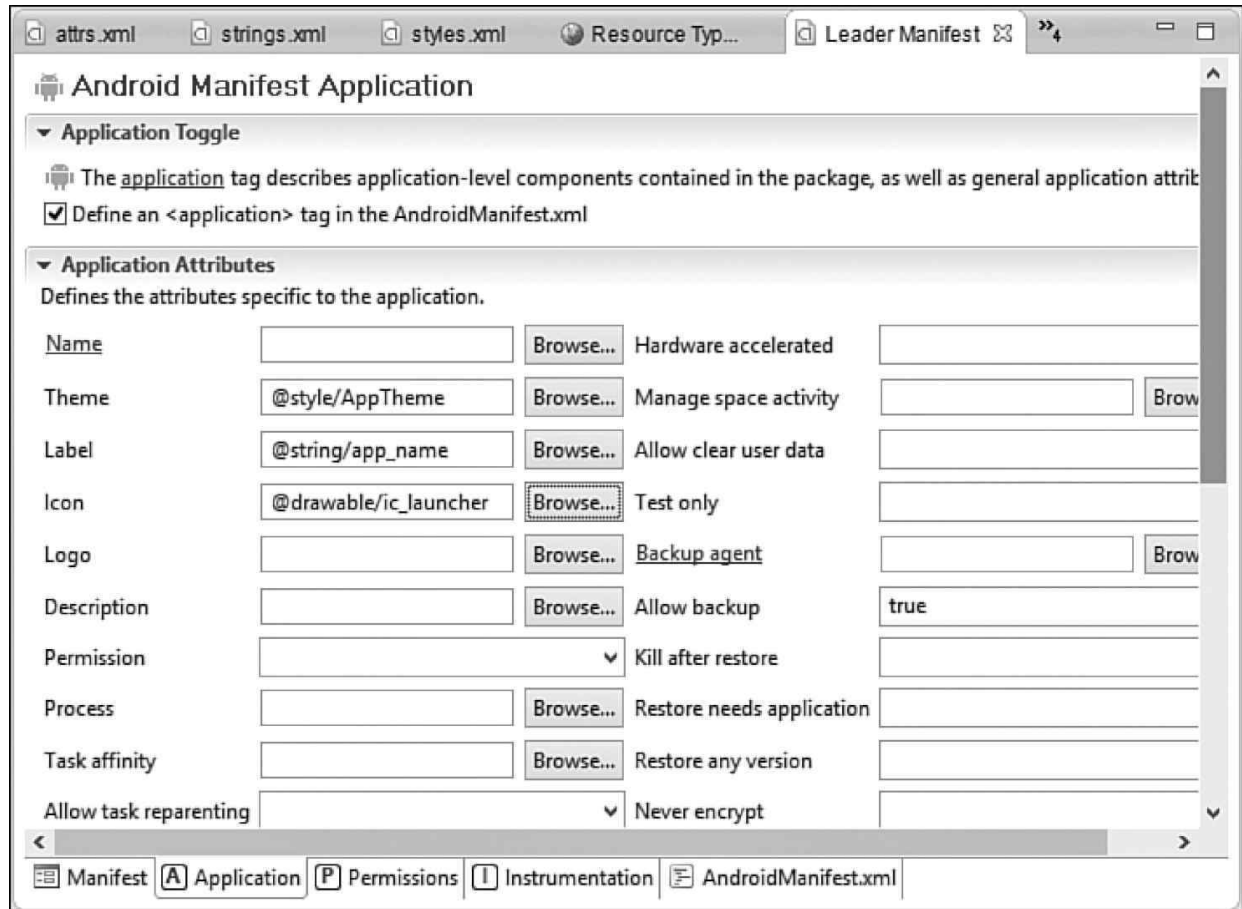 attrs.xml strings.xml styles.xml Resource Typ... Leader Manifest »4
Android Manifest Application
Application Toggle
The application tag describes application-level components contained in the package, as well as general application attrib
Define an <application> tag in the AndroidManifest.xml
Application Attributes
Defines the attributes specific to the application.
Name Browse... Hardware accelerated
Theme @style/AppTheme Browse... Manage space activity Brow
Label @string/app_name Browse... Allow clear user data
Icon @drawable/ic_launcher Browse... Test only
Logo Browse... Backup agent Brow
Description Browse... Allow backup true
Permission Kill after restore
Process Browse... Restore needs application
Task affinity Browse... Restore any version
Allow task reparenting Never encrypt
Manifest A Application P Permissions I Instrumentation AndroidManifest.xml